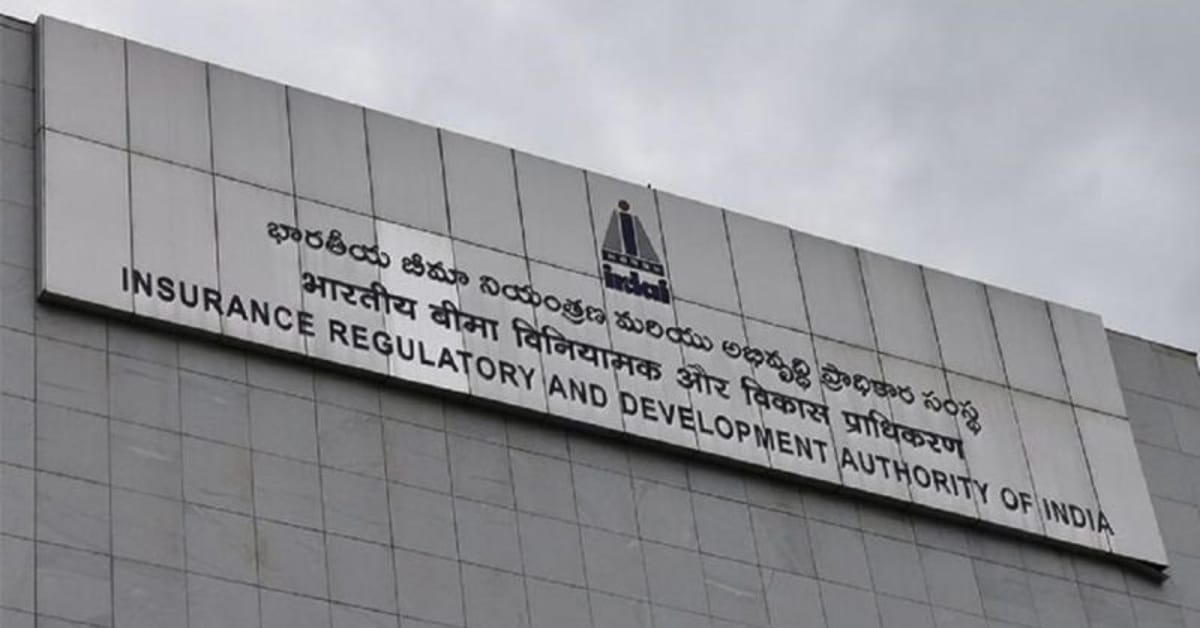 irdai
భారతీయ బీమా నియంత్రణ మరియు అభివృద్ధి ప్రాధికార సంస్థ
भारतीय बीमा विनियामक और विकास प्राधिकरण
INSURANCE REGULATORY AND DEVELOPMENT AUTHORITY OF INDIA